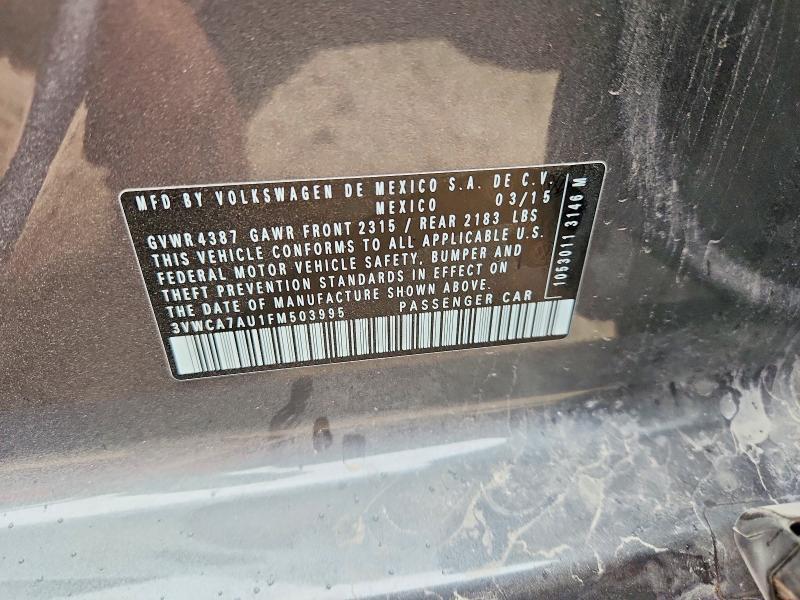 MFD BY VOLKSWAGEN DE MEXICO S.A. DE C.V.
MEXICO 03/15
GVWR 4387 GAWR FRONT 2315 / REAR 2183 LBS
THIS VEHICLE CONFORMS TO ALL APPLICABLE U.S.
FEDERAL MOTOR VEHICLE SAFETY, BUMPER AND
THEFT PREVENTION STANDARDS IN EFFECT ON
THE DATE OF MANUFACTURE SHOWN ABOVE.
3VWCA7AU1FM503995 PASSENGER CAR
1053011 3146 M